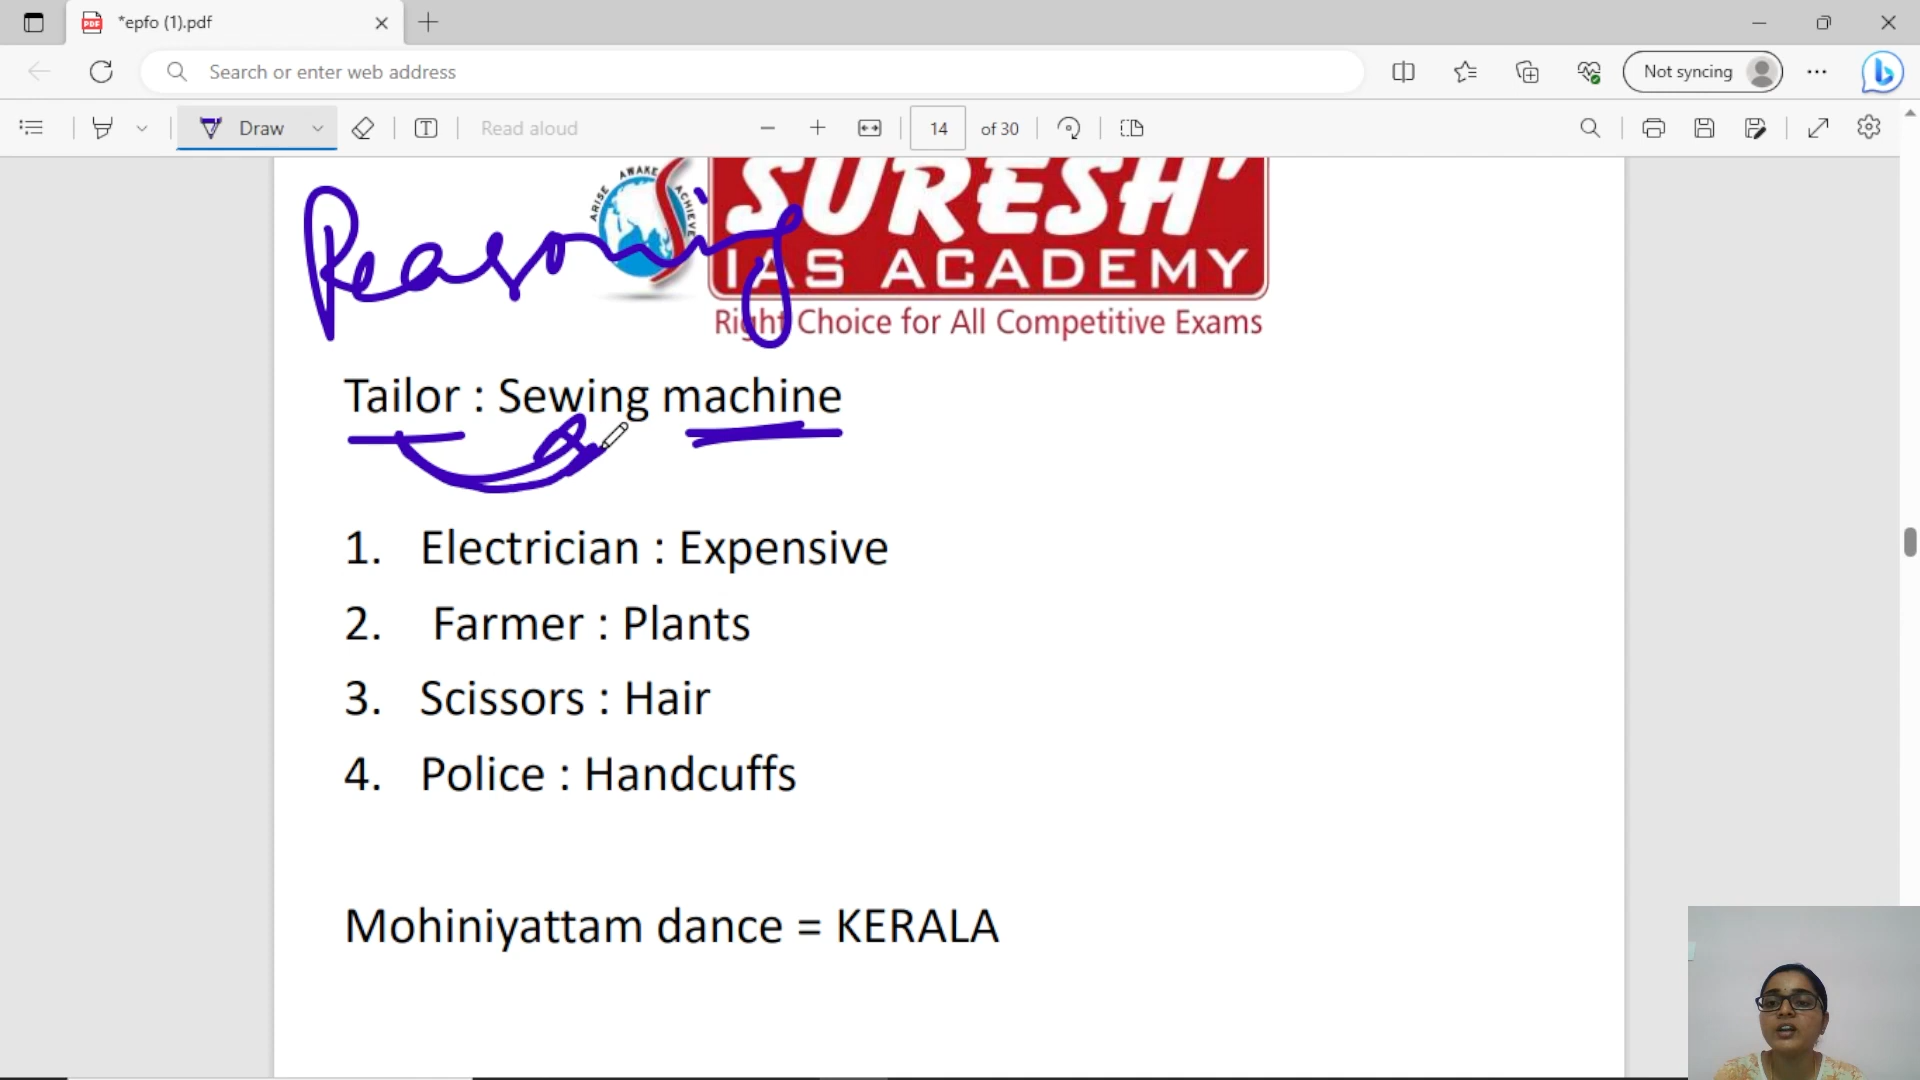 *epfo (1).pdf
Search or enter web address
Not syncing
Draw
Read aloud
14
of 30
Reasoning
ARISE AWAKE ACHIEVE
SURESH'
IAS ACADEMY
Right Choice for All Competitive Exams
Tailor : Sewing machine
1. Electrician : Expensive
2. Farmer : Plants
3. Scissors : Hair
4. Police : Handcuffs
Mohiniyattam dance = KERALA